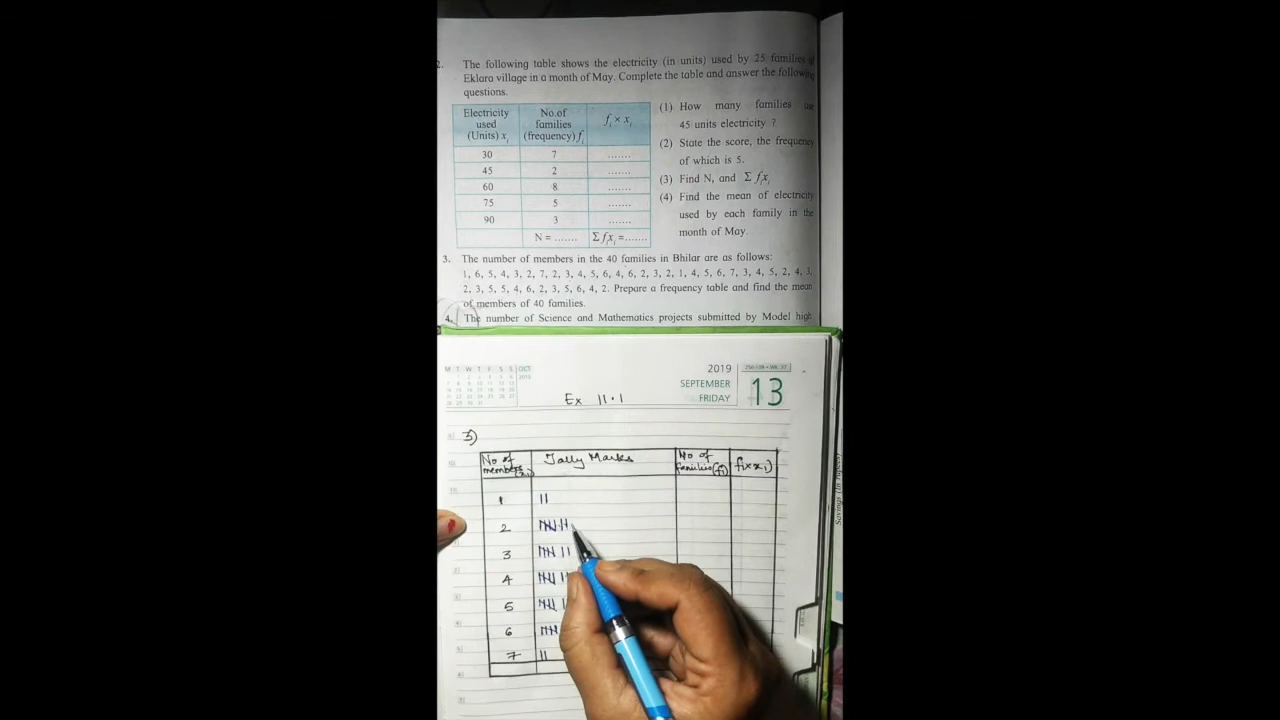 2. The following table shows the electricity (in units) used by 25 families of
Eklara village in a month of May. Complete the table and answer the following
questions.
Electricity used (Units) xi No.of families (frequency) fi fi × xi
30 7 .......
45 2 .......
60 8 .......
75 5 .......
90 3 .......
N = ....... Σ fixi =.......
(1) How many families use
45 units electricity ?
(2) State the score, the frequency
of which is 5.
(3) Find N, and Σ fixi
(4) Find the mean of electricity
used by each family in the
month of May.
3. The number of members in the 40 families in Bhilar are as follows:
1, 6, 5, 4, 3, 2, 7, 2, 3, 4, 5, 6, 4, 6, 2, 3, 2, 1, 4, 5, 6, 7, 3, 4, 5, 2, 4, 3,
2, 3, 5, 5, 4, 6, 2, 3, 5, 6, 4, 2. Prepare a frequency table and find the mean
of members of 40 families.
4. The number of Science and Mathematics projects submitted by Model high
M T W T F S S OCT
2019
2019
SEPTEMBER
FRIDAY
13
Ex 11.1
3)
No of members (xi) Tally Marks No of families (fi) fi×xi)
1
2
3
4
5
6
7